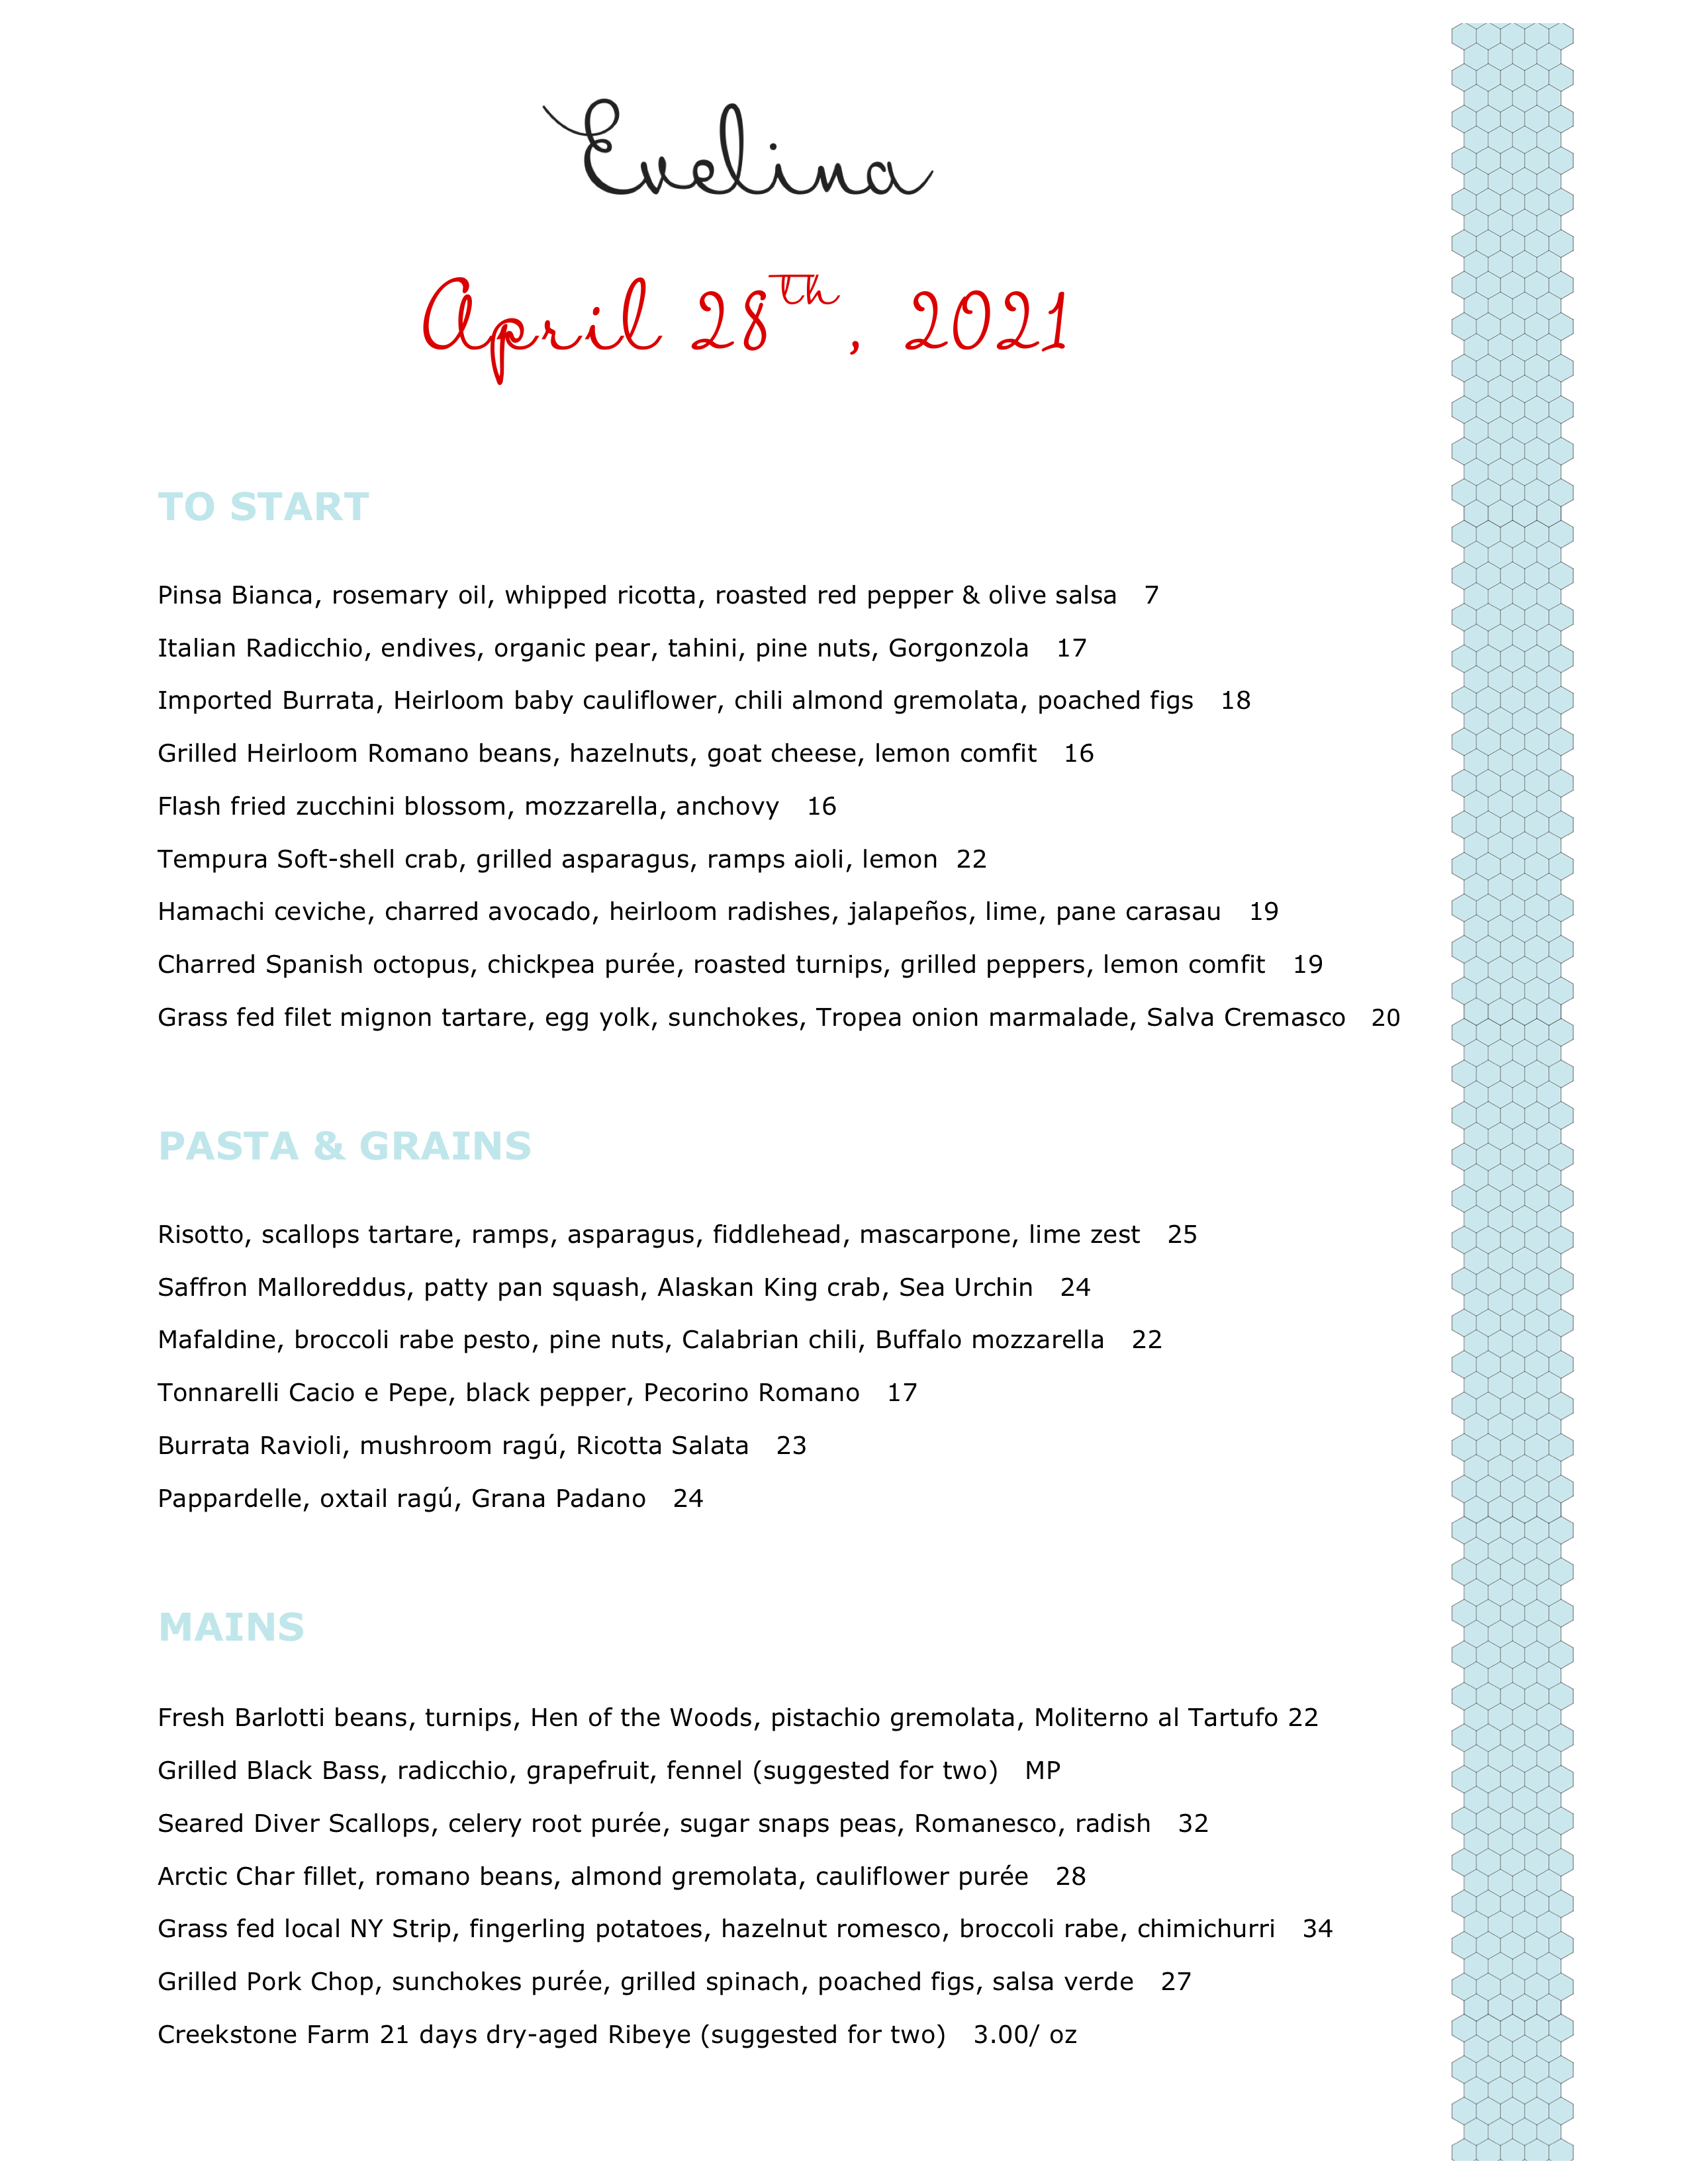 Evelina
April 28th, 2021
TO START
Pinsa Bianca, rosemary oil, whipped ricotta, roasted red pepper & olive salsa 7
Italian Radicchio, endives, organic pear, tahini, pine nuts, Gorgonzola 17
Imported Burrata, Heirloom baby cauliflower, chili almond gremolata, poached figs 18
Grilled Heirloom Romano beans, hazelnuts, goat cheese, lemon comfit 16
Flash fried zucchini blossom, mozzarella, anchovy 16
Tempura Soft-shell crab, grilled asparagus, ramps aioli, lemon 22
Hamachi ceviche, charred avocado, heirloom radishes, jalapeños, lime, pane carasau 19
Charred Spanish octopus, chickpea purée, roasted turnips, grilled peppers, lemon comfit 19
Grass fed filet mignon tartare, egg yolk, sunchokes, Tropea onion marmalade, Salva Cremasco 20
PASTA & GRAINS
Risotto, scallops tartare, ramps, asparagus, fiddlehead, mascarpone, lime zest 25
Saffron Malloreddus, patty pan squash, Alaskan King crab, Sea Urchin 24
Mafaldine, broccoli rabe pesto, pine nuts, Calabrian chili, Buffalo mozzarella 22
Tonnarelli Cacio e Pepe, black pepper, Pecorino Romano 17
Burrata Ravioli, mushroom ragú, Ricotta Salata 23
Pappardelle, oxtail ragú, Grana Padano 24
MAINS
Fresh Barlotti beans, turnips, Hen of the Woods, pistachio gremolata, Moliterno al Tartufo 22
Grilled Black Bass, radicchio, grapefruit, fennel (suggested for two) MP
Seared Diver Scallops, celery root purée, sugar snaps peas, Romanesco, radish 32
Arctic Char fillet, romano beans, almond gremolata, cauliflower purée 28
Grass fed local NY Strip, fingerling potatoes, hazelnut romesco, broccoli rabe, chimichurri 34
Grilled Pork Chop, sunchokes purée, grilled spinach, poached figs, salsa verde 27
Creekstone Farm 21 days dry-aged Ribeye (suggested for two) 3.00/ oz